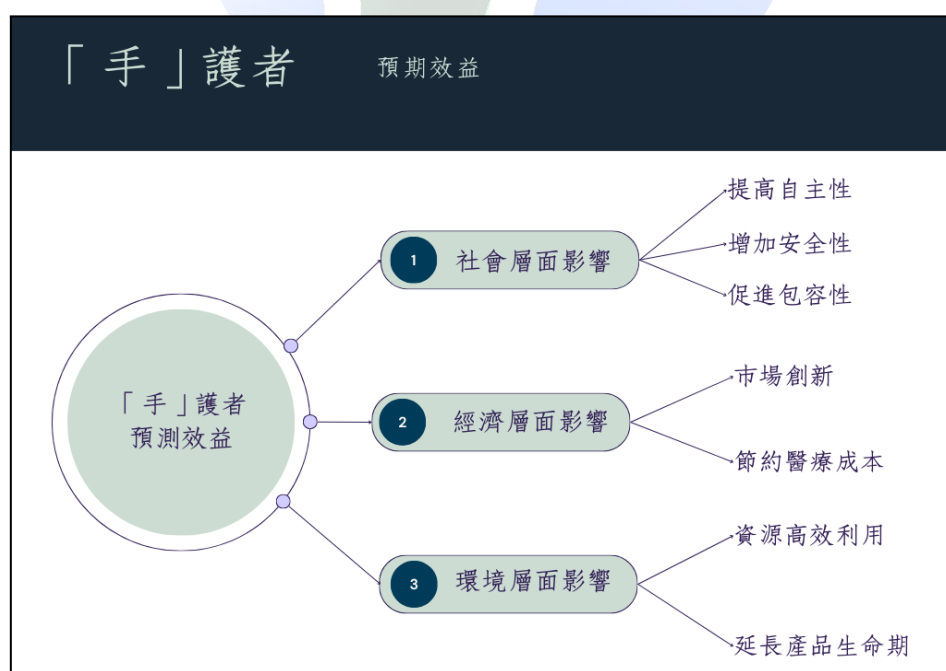 「手」護者
預期效益
「手」護者
預測效益
1
社會層面影響
提高自主性
增加安全性
促進包容性
2
經濟層面影響
市場創新
節約醫療成本
3
環境層面影響
資源高效利用
延長產品生命期